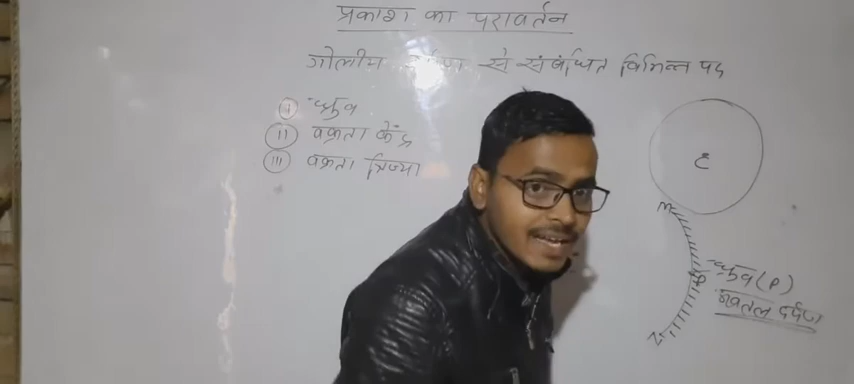 प्रकाश का परावर्तन
गोलीय दर्पण से संबंधित विभिन्न पद
(i) ध्रुव
(ii) वक्रता केंद्र
(iii) वक्रता त्रिज्या
C
M
P
ध्रुव (P)
अवतल दर्पण
N